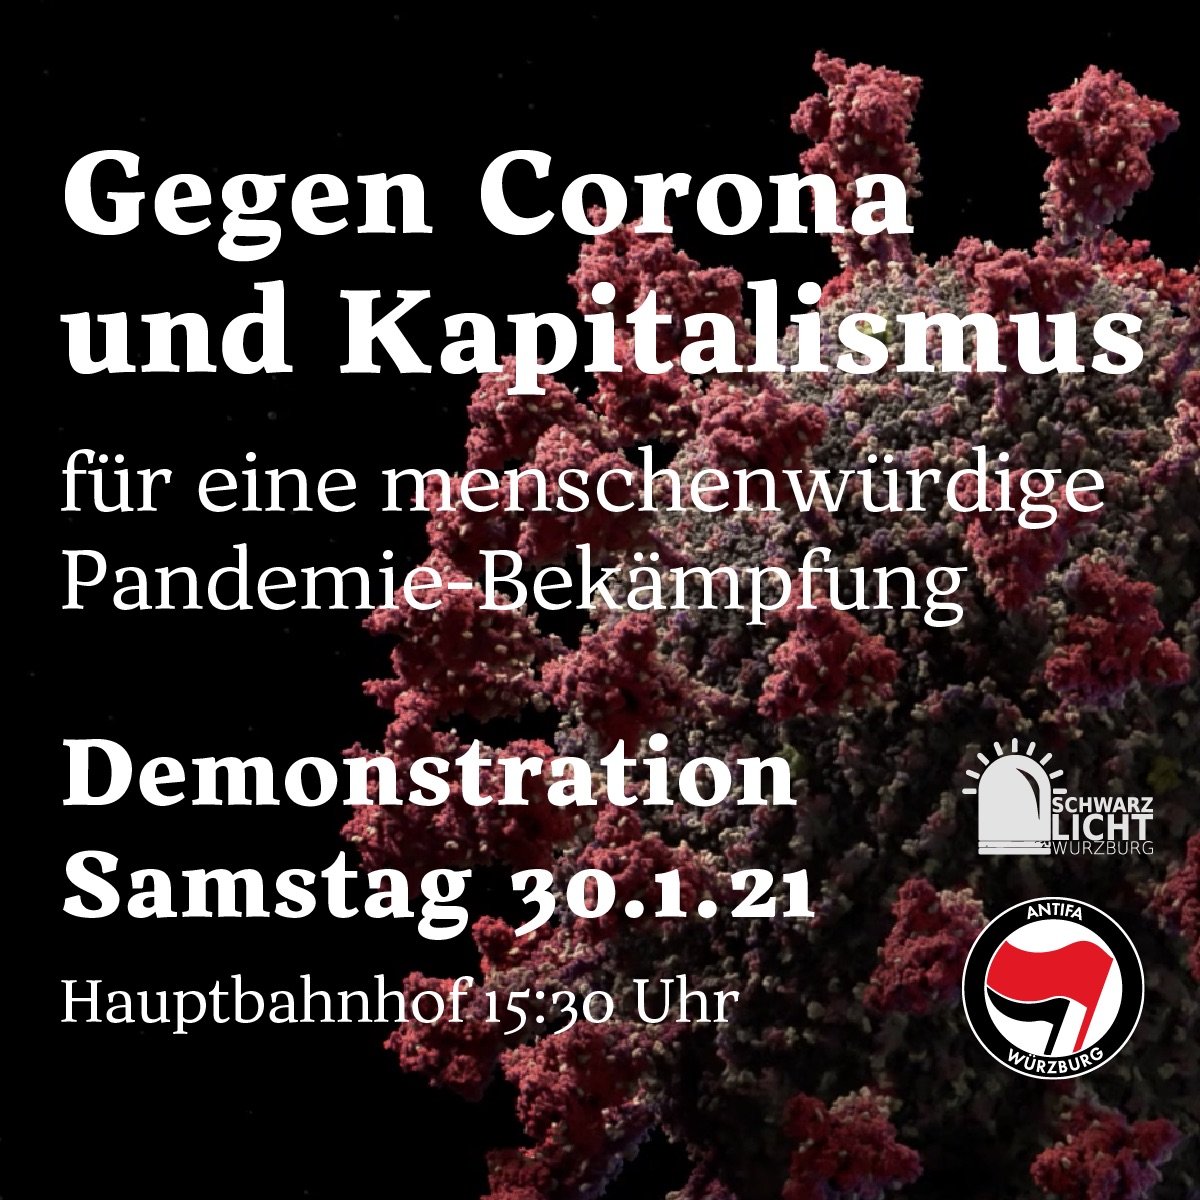 Gegen Corona
und Kapitalismus
für eine menschenwürdige
Pandemie-Bekämpfung
Demonstration
Samstag 30.1.21
Hauptbahnhof 15:30 Uhr
SCHWARZ
LICHT
WÜRZBURG
ANTIFA
WÜRZBURG